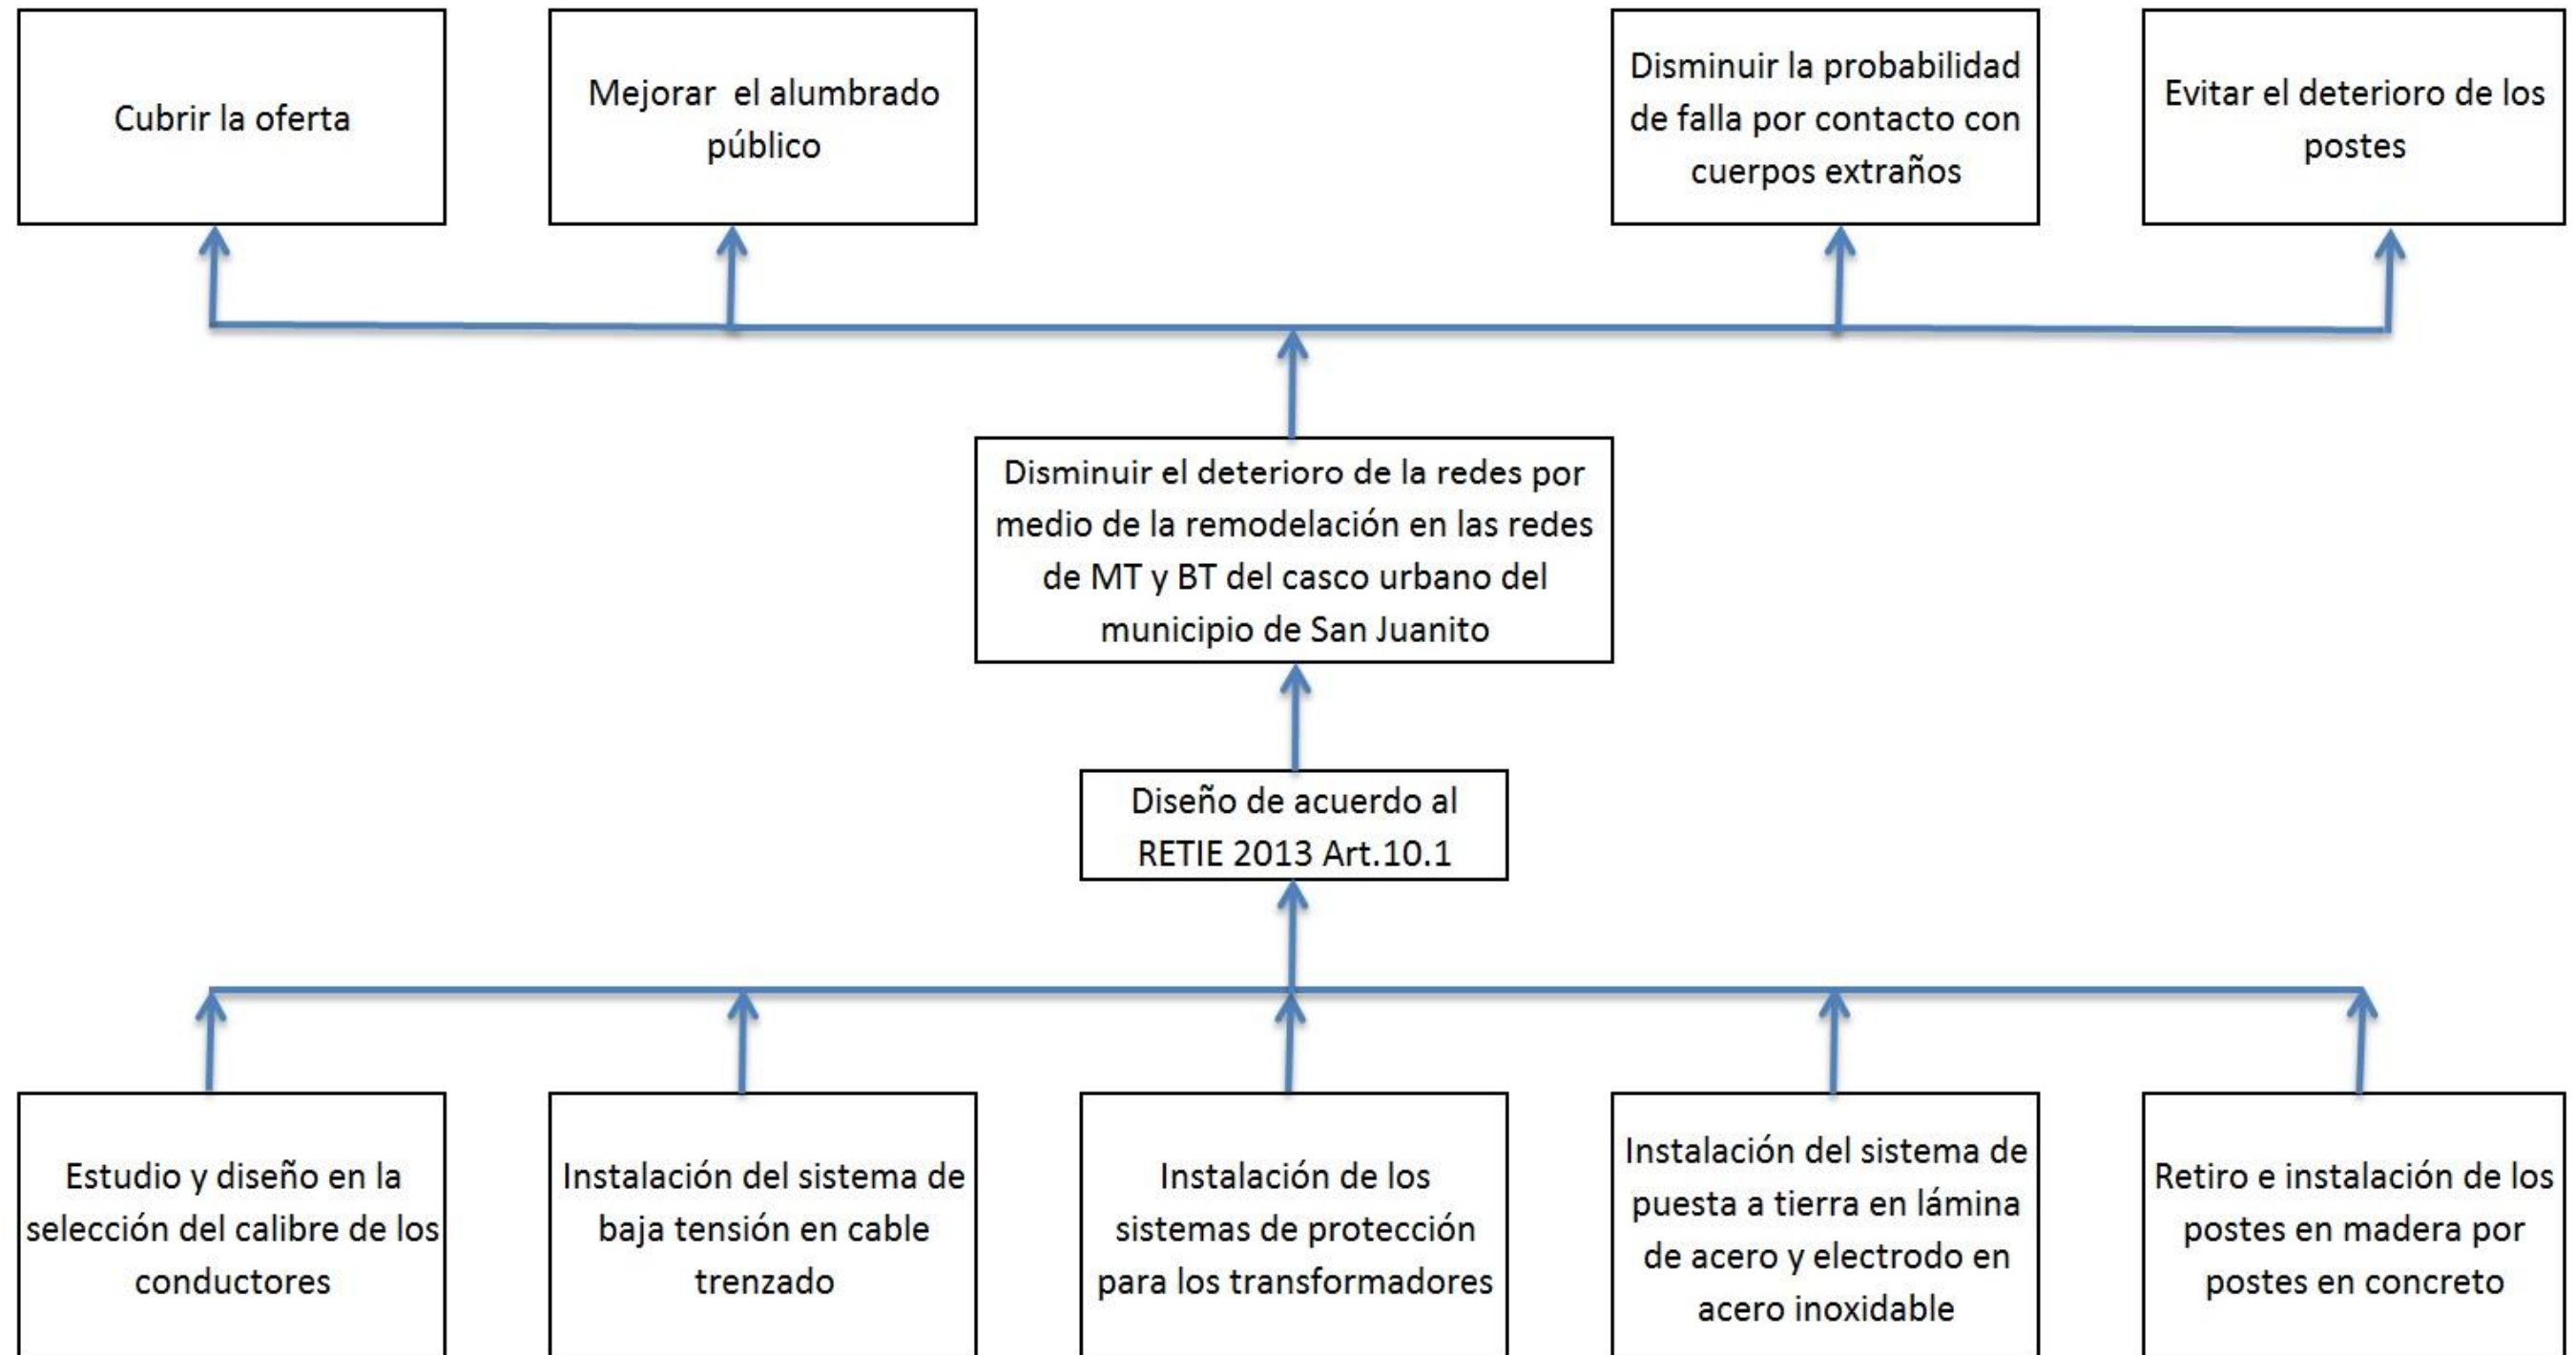 Cubrir la oferta
Mejorar  el alumbrado
público
Disminuir la probabilidad
de falla por contacto con
cuerpos extraños
Evitar el deterioro de los
postes
Disminuir el deterioro de la redes por
medio de la remodelación en las redes
de MT y BT del casco urbano del
municipio de San Juanito
Diseño de acuerdo al
RETIE 2013 Art.10.1
Estudio y diseño en la
selección del calibre de los
conductores
Instalación del sistema de
baja tensión en cable
trenzado
Instalación de los
sistemas de protección
para los transformadores
Instalación del sistema de
puesta a tierra en lámina
de acero y electrodo en
acero inoxidable
Retiro e instalación de los
postes en madera por
postes en concreto